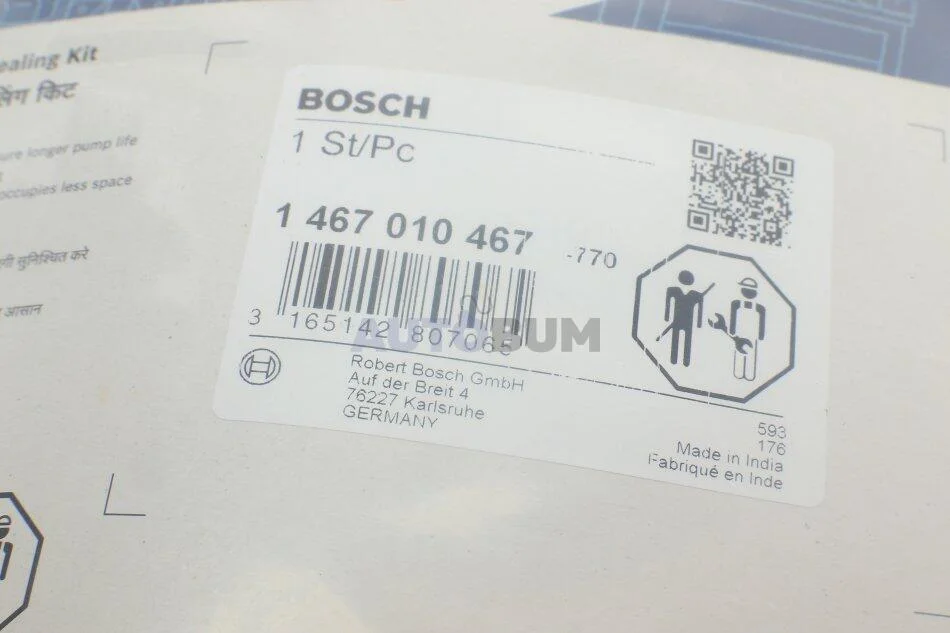 ealing Kit
लिंग किट
ure longer pump life
occupies less space
गी सुनिश्चित करे
आसान
BOSCH
1 St/Pc
1 467 010 467 -770
3 165142 807065
AUTOBUM
Robert Bosch GmbH
Auf der Breit 4
76227 Karlsruhe
GERMANY
593
176
Made in India
Fabriqué en Inde